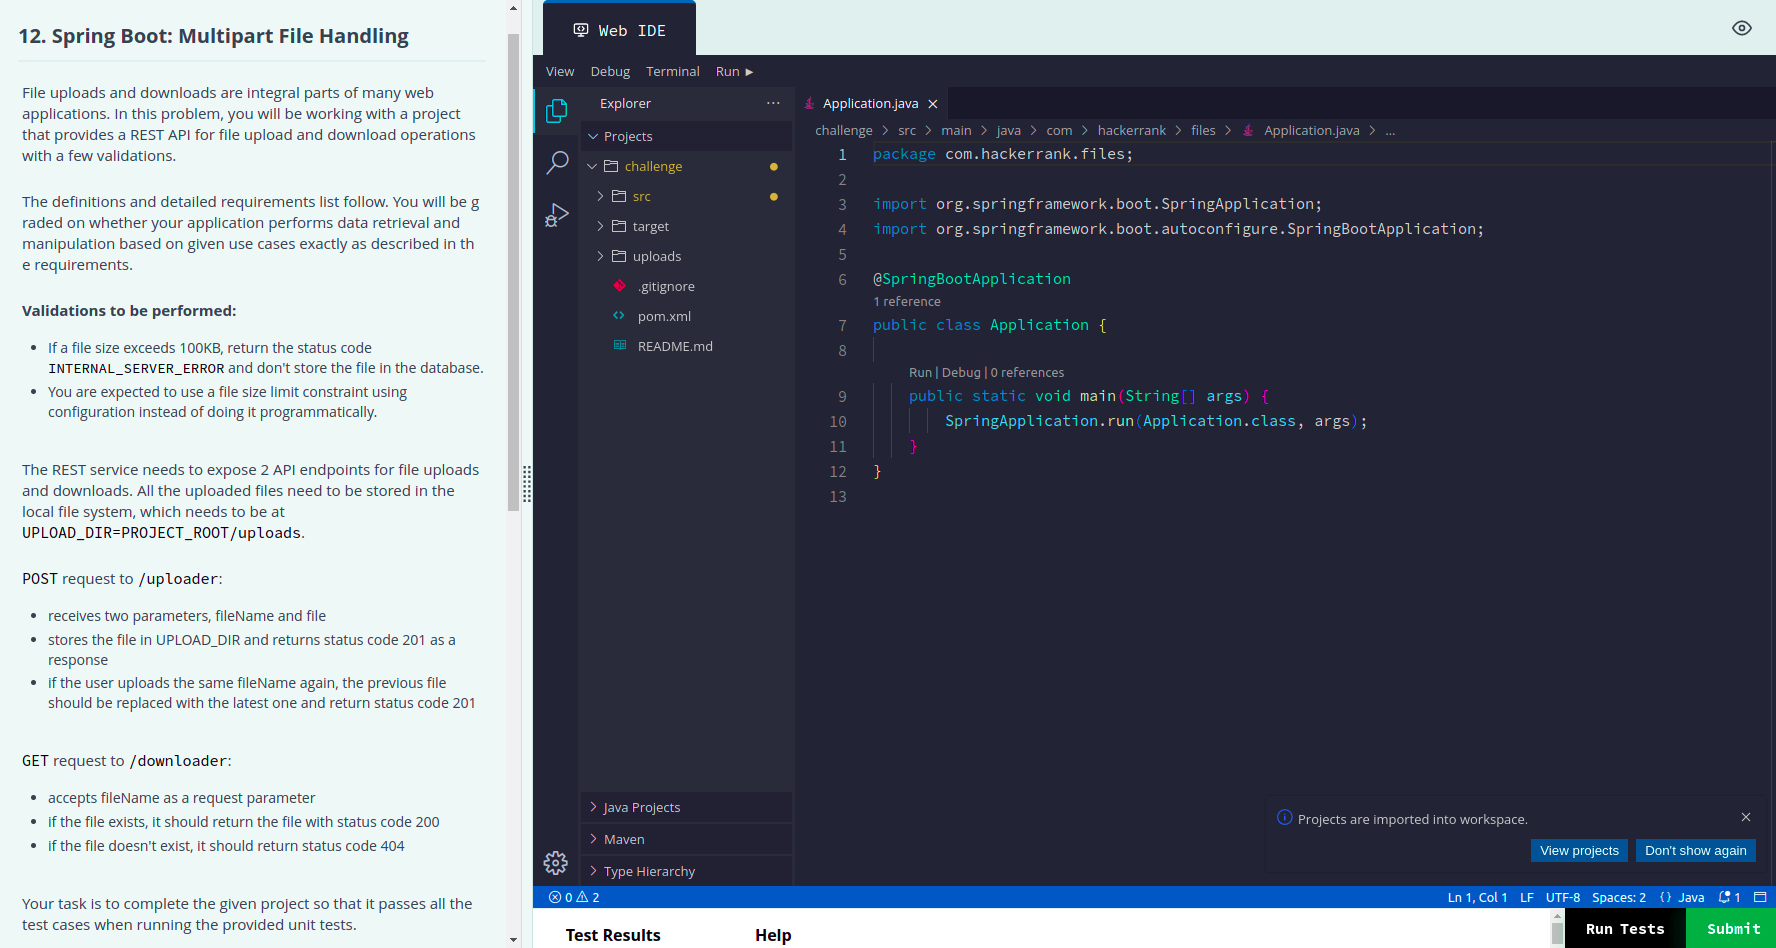 12. Spring Boot: Multipart File Handling
File uploads and downloads are integral parts of many web
applications. In this problem, you will be working with a project
that provides a REST API for file upload and download operations
with a few validations.
The definitions and detailed requirements list follow. You will be g
raded on whether your application performs data retrieval and
manipulation based on given use cases exactly as described in th
e requirements.
Validations to be performed:
• If a file size exceeds 100KB, return the status code
INTERNAL_SERVER_ERROR and don't store the file in the database.
• You are expected to use a file size limit constraint using
configuration instead of doing it programmatically.
The REST service needs to expose 2 API endpoints for file uploads
and downloads. All the uploaded files need to be stored in the
local file system, which needs to be at
UPLOAD_DIR=PROJECT_ROOT/uploads.
POST request to /uploader:
• receives two parameters, fileName and file
• stores the file in UPLOAD_DIR and returns status code 201 as a
response
• if the user uploads the same fileName again, the previous file
should be replaced with the latest one and return status code 201
GET request to /downloader:
• accepts fileName as a request parameter
• if the file exists, it should return the file with status code 200
• if the file doesn't exist, it should return status code 404
Your task is to complete the given project so that it passes all the
test cases when running the provided unit tests.
Web IDE
View Debug Terminal Run ▶
Explorer ...
Projects
challenge
src
target
uploads
.gitignore
pom.xml
README.md
Java Projects
Maven
Type Hierarchy
Application.java
challenge > src > main > java > com > hackerrank > files > Application.java > ...
1 package com.hackerrank.files;
2
3 import org.springframework.boot.SpringApplication;
4 import org.springframework.boot.autoconfigure.SpringBootApplication;
5
6 @SpringBootApplication
1 reference
7 public class Application {
8
Run | Debug | 0 references
9 public static void main(String[] args) {
10 SpringApplication.run(Application.class, args);
11 }
12 }
13
Projects are imported into workspace.
View projects Don't show again
0 2 Ln 1, Col 1 LF UTF-8 Spaces: 2 {} Java 1
Test Results Help Run Tests Submit